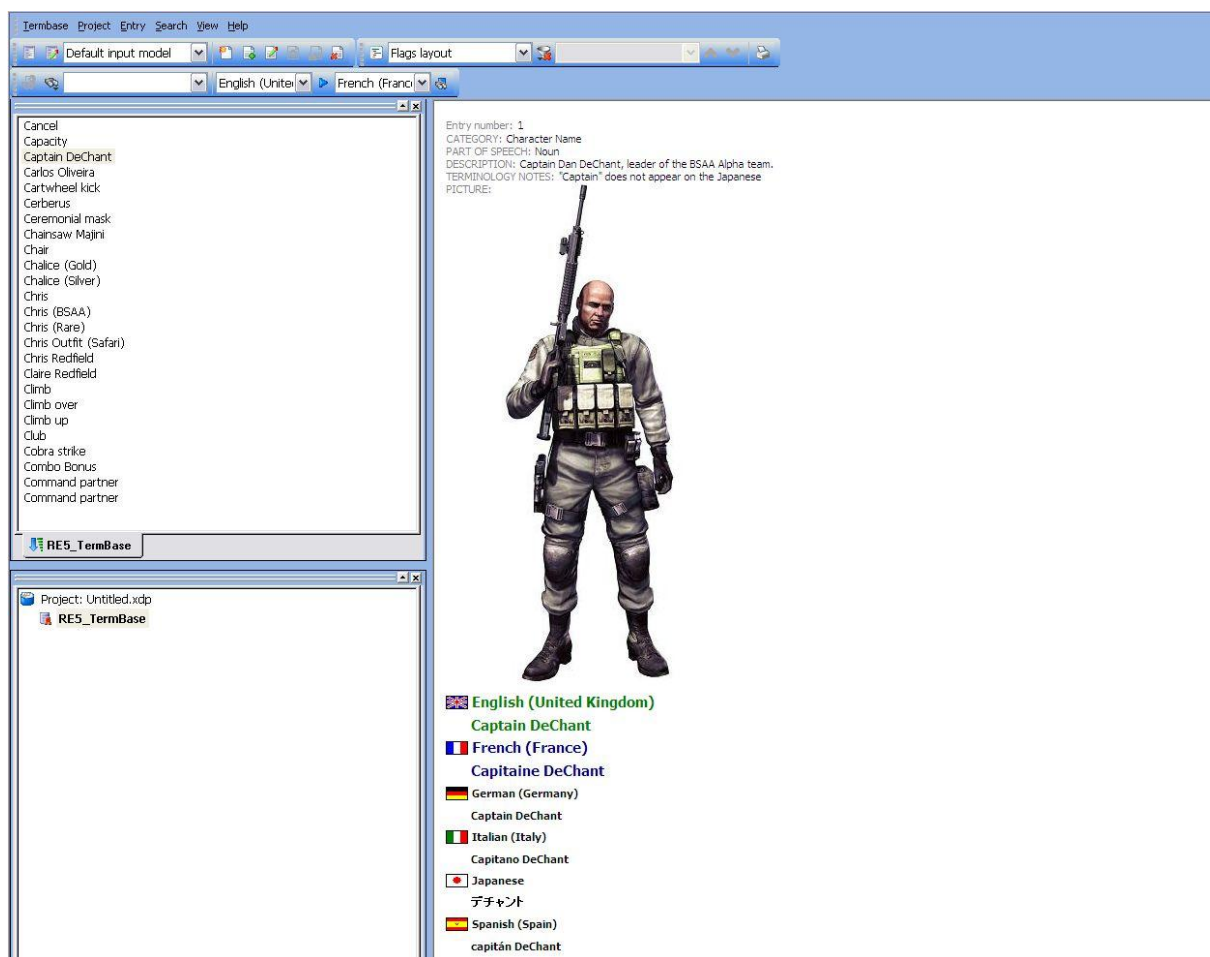 Termbase Project Entry Search View Help
Default input model
Flags layout
English (Unite
French (Franc
Cancel
Capacity
Captain DeChant
Carlos Oliveira
Cartwheel kick
Cerberus
Ceremonial mask
Chainsaw Majini
Chair
Chalice (Gold)
Chalice (Silver)
Chris
Chris (BSAA)
Chris (Rare)
Chris Outfit (Safari)
Chris Redfield
Claire Redfield
Climb
Climb over
Climb up
Club
Cobra strike
Combo Bonus
Command partner
Command partner
RE5_TermBase
Project: Untitled.xdp
RE5_TermBase
Entry number: 1
CATEGORY: Character Name
PART OF SPEECH: Noun
DESCRIPTION: Captain Dan DeChant, leader of the BSAA Alpha team.
TERMINOLOGY NOTES: "Captain" does not appear on the Japanese
PICTURE:
English (United Kingdom)
Captain DeChant
French (France)
Capitaine DeChant
German (Germany)
Captain DeChant
Italian (Italy)
Capitano DeChant
Japanese
デチャント
Spanish (Spain)
capitán DeChant